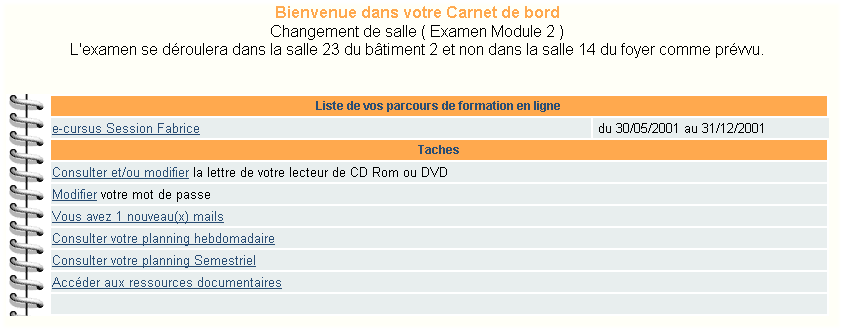 Bienvenue dans votre Carnet de bord
Changement de salle ( Examen Module 2 )
L'examen se déroulera dans la salle 23 du bâtiment 2 et non dans la salle 14 du foyer comme prévvu.
Liste de vos parcours de formation en ligne
e-cursus Session Fabrice du 30/05/2001 au 31/12/2001
Taches
Consulter et/ou modifier la lettre de votre lecteur de CD Rom ou DVD
Modifier votre mot de passe
Vous avez 1 nouveau(x) mails
Consulter votre planning hebdomadaire
Consulter votre planning Semestriel
Accéder aux ressources documentaires